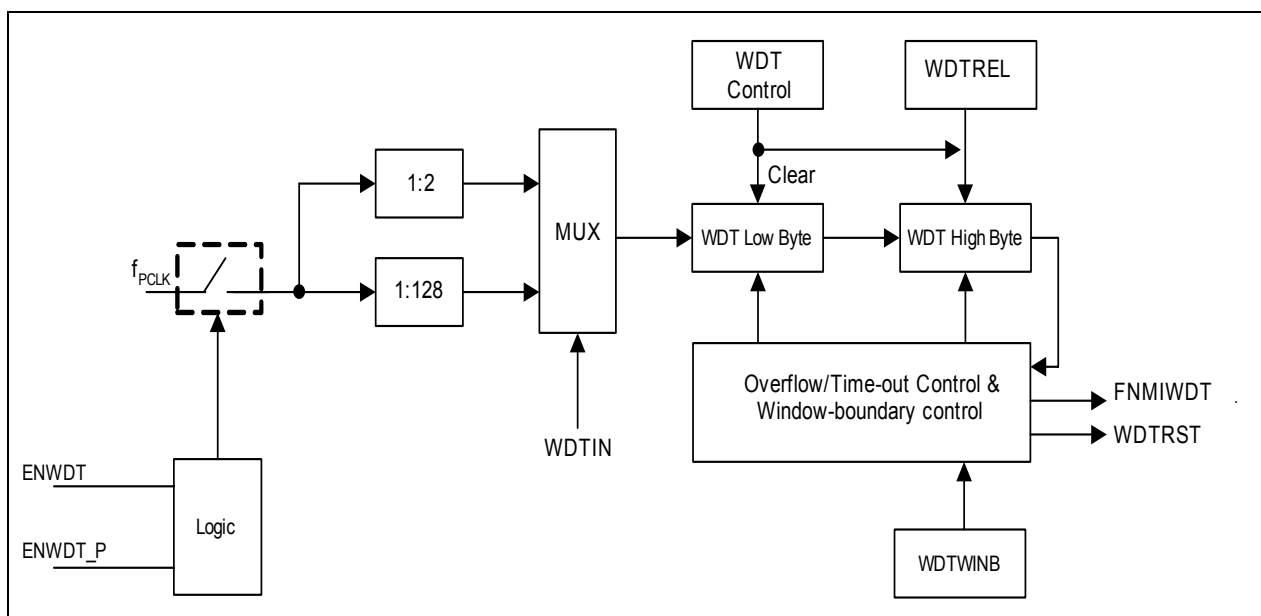 WDT
Control
WDTREL
1:2
Clear
MUX
WDT Low Byte
WDT High Byte
fPCLK
1:128
Overflow/Time-out Control &
Window-boundary control
FNMIWDT
.
WDTRST
WDTIN
ENWDT
Logic
ENWDT_P
WDTWINB